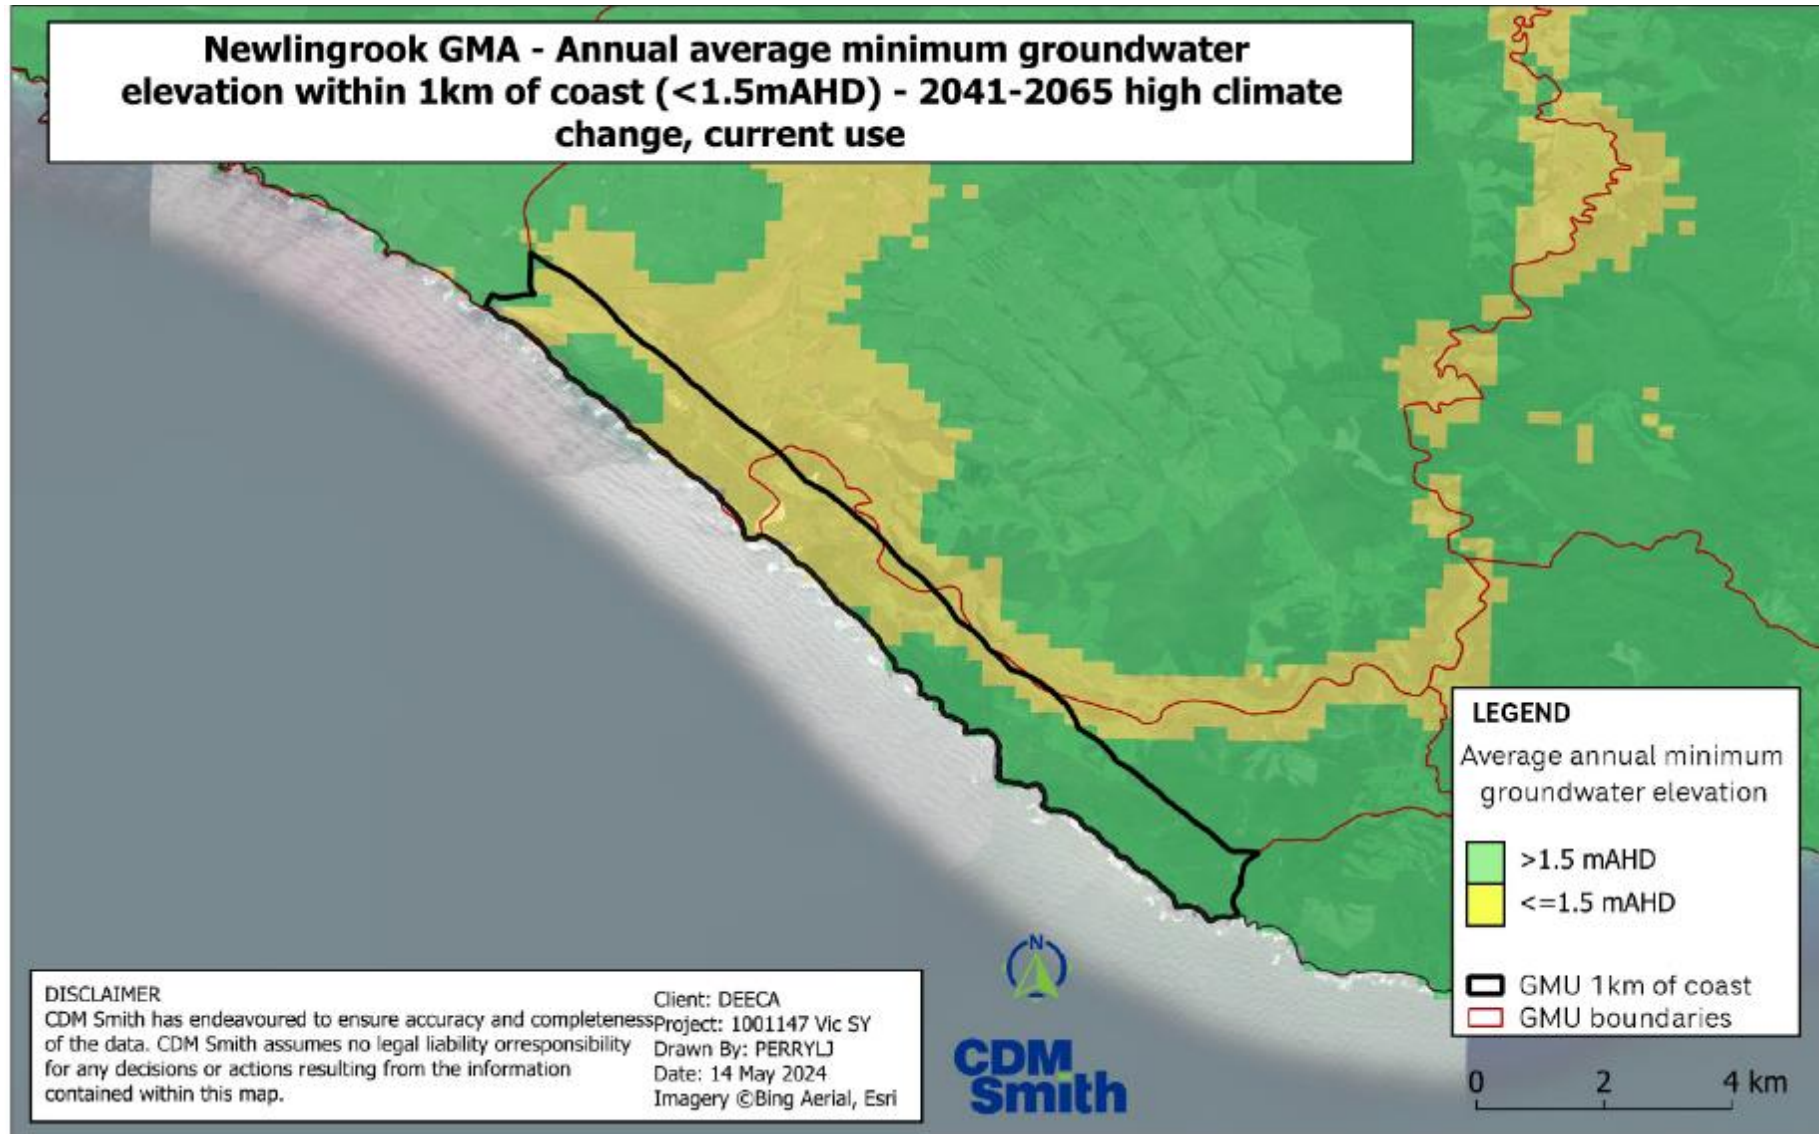 Newlingrook GMA - Annual average minimum groundwater
elevation within 1km of coast (<1.5mAHD) - 2041-2065 high climate
change, current use
LEGEND
Average annual minimum
groundwater elevation
>1.5 mAHD
<=1.5 mAHD
GMU 1km of coast
GMU boundaries
0 2 4 km
N
CDM
Smith
DISCLAIMER
CDM Smith has endeavoured to ensure accuracy and completeness
of the data. CDM Smith assumes no legal liability orresponsibility
for any decisions or actions resulting from the information
contained within this map.
Client: DEECA
Project: 1001147 Vic SY
Drawn By: PERRYLJ
Date: 14 May 2024
Imagery ©Bing Aerial, Esri